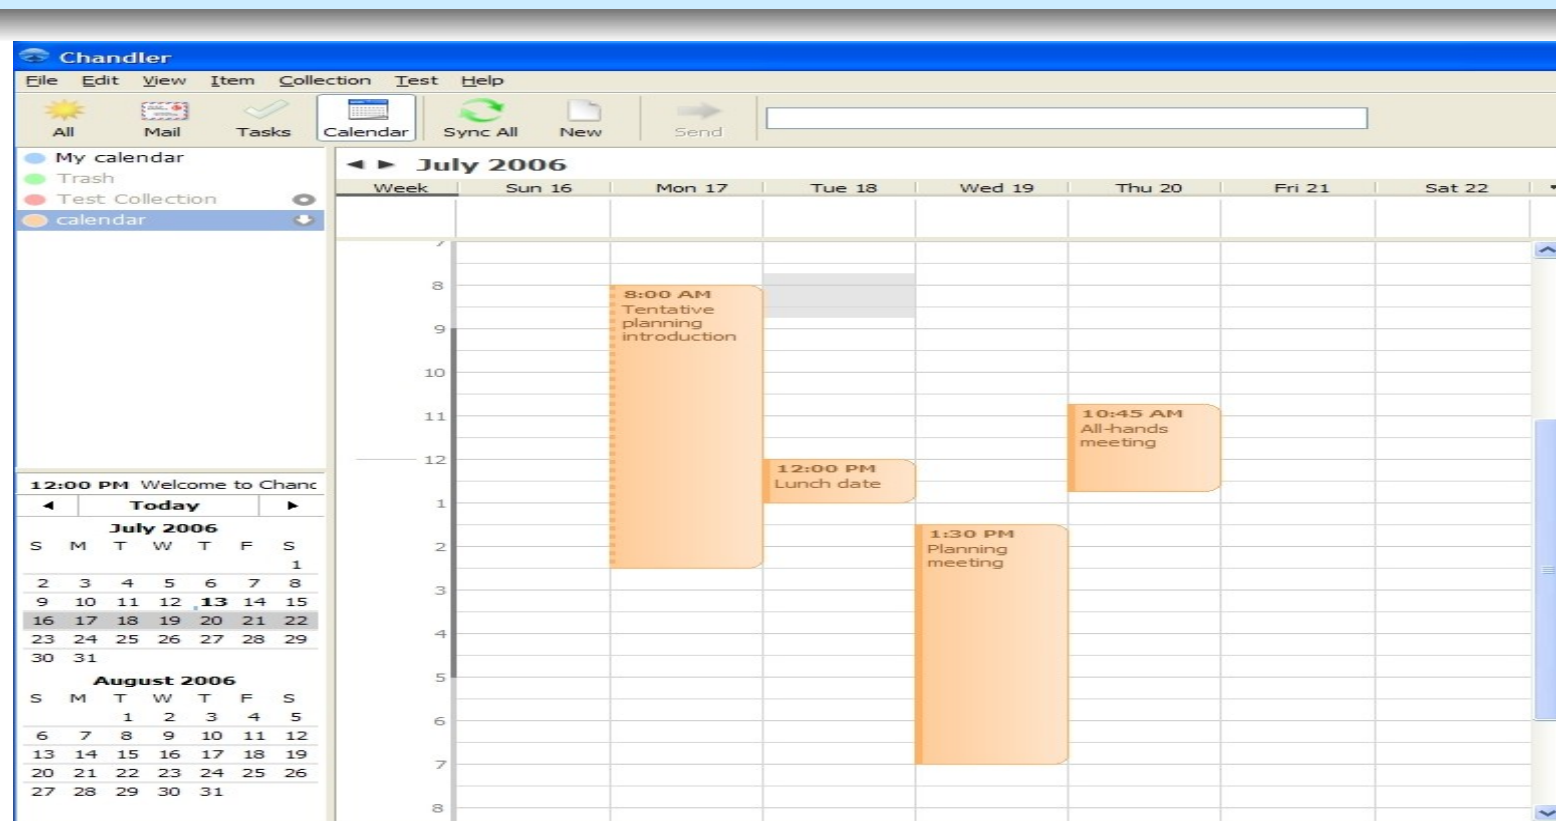 Chandler
File Edit View Item Collection Test Help
All Mail Tasks Calendar Sync All New Send
My calendar
Trash
Test Collection
calendar
July 2006
Week Sun 16 Mon 17 Tue 18 Wed 19 Thu 20 Fri 21 Sat 22
7
8
9
10
11
12
1
2
3
4
5
6
7
8
8:00 AM
Tentative
planning
introduction
12:00 PM
Lunch date
1:30 PM
Planning
meeting
10:45 AM
All-hands
meeting
12:00 PM Welcome to Chanc
Today
July 2006
S M T W T F S
1
2 3 4 5 6 7 8
9 10 11 12 13 14 15
16 17 18 19 20 21 22
23 24 25 26 27 28 29
30 31
August 2006
S M T W T F S
1 2 3 4 5
6 7 8 9 10 11 12
13 14 15 16 17 18 19
20 21 22 23 24 25 26
27 28 29 30 31